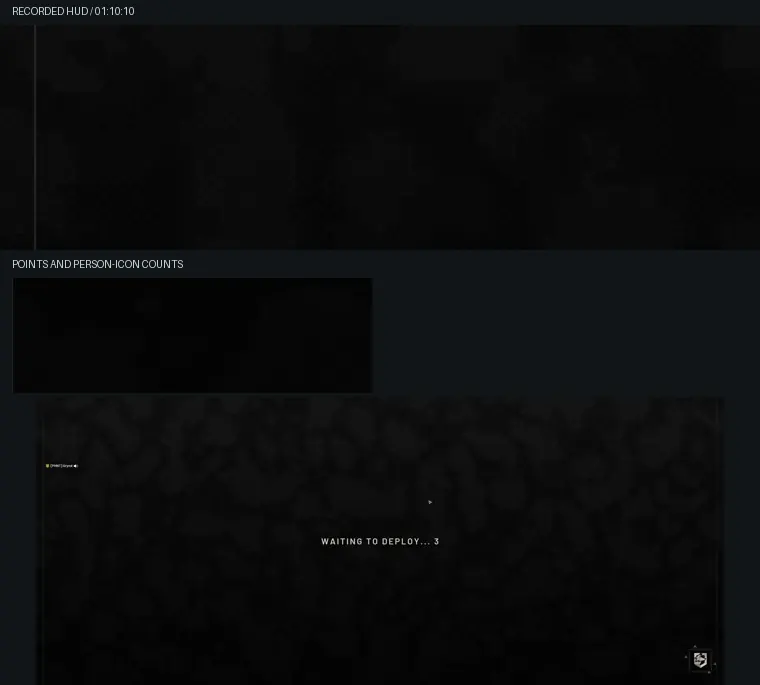 RECORDED HUD / 01:10:10
POINTS AND PERSON-ICON COUNTS
WAITING TO DEPLOY... 3